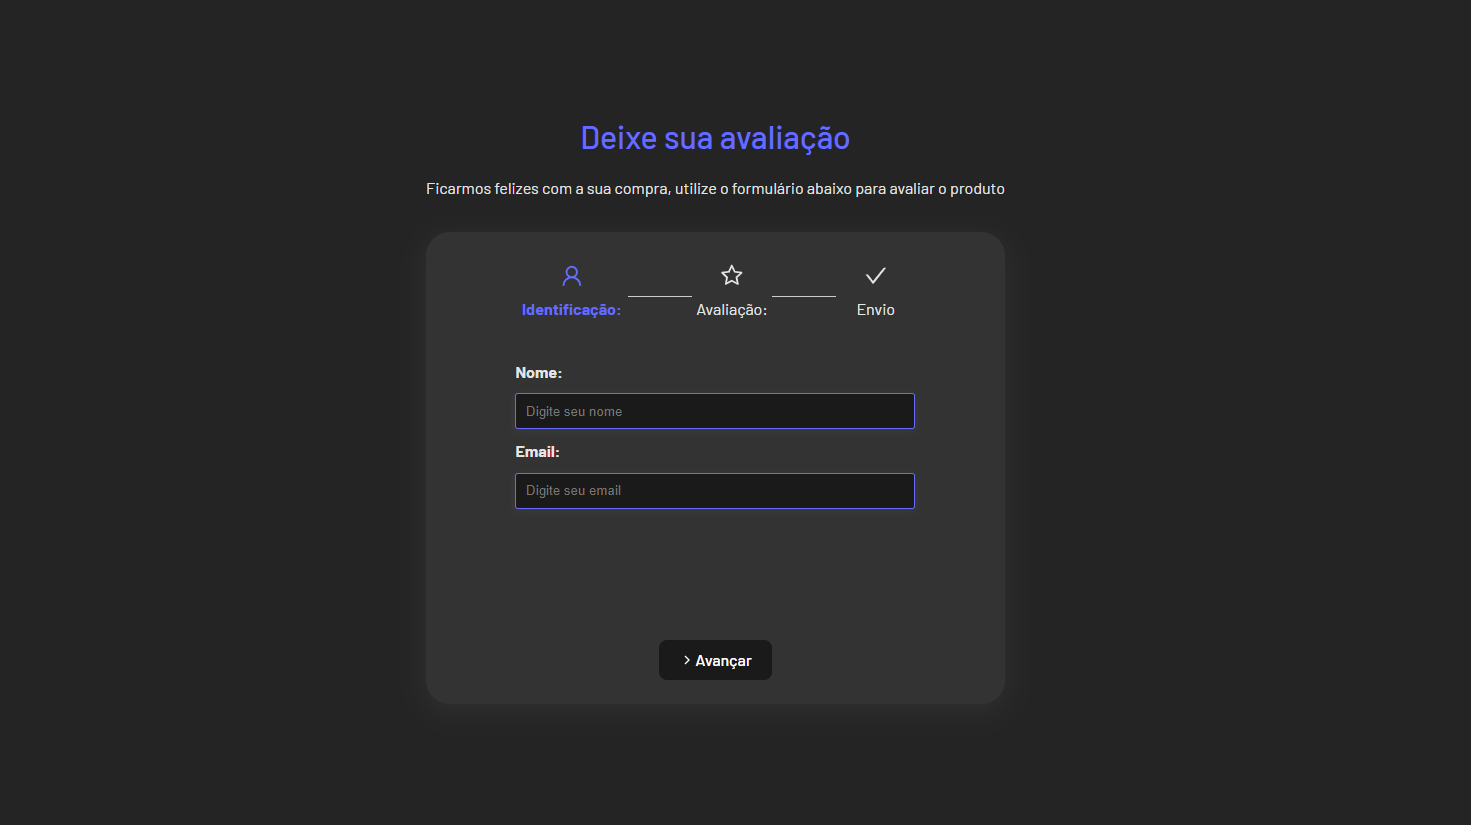 Deixe sua avaliação
Ficarmos felizes com a sua compra, utilize o formulário abaixo para avaliar o produto
Identificação: Avaliação: Envio
Nome:
Digite seu nome
Email:
Digite seu email
Avançar